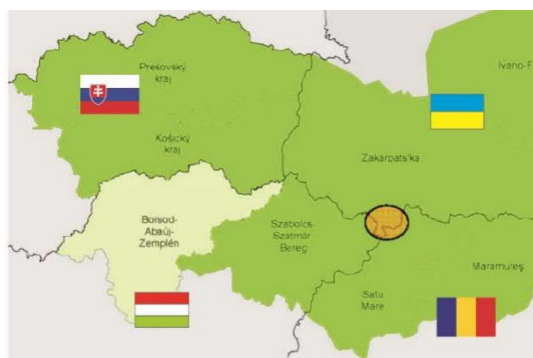 Prešovský
kraj
Ivano-F
Košický
kraj
Zakarpats'ka
Borsod-
Abaúj-
Zemplén
Szabolcs-
Szatmár-
Bereg
Maramureş
Satu
Mare